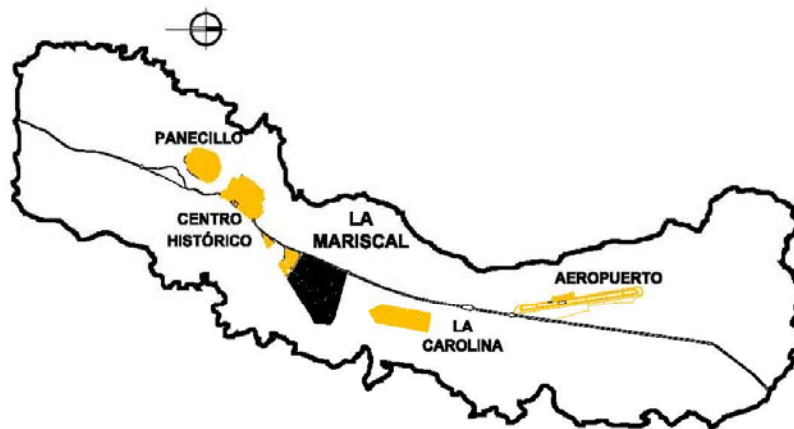 PANECILLO
CENTRO
HISTÓRICO
LA
MARISCAL
AEROPUERTO
LA
CAROLINA